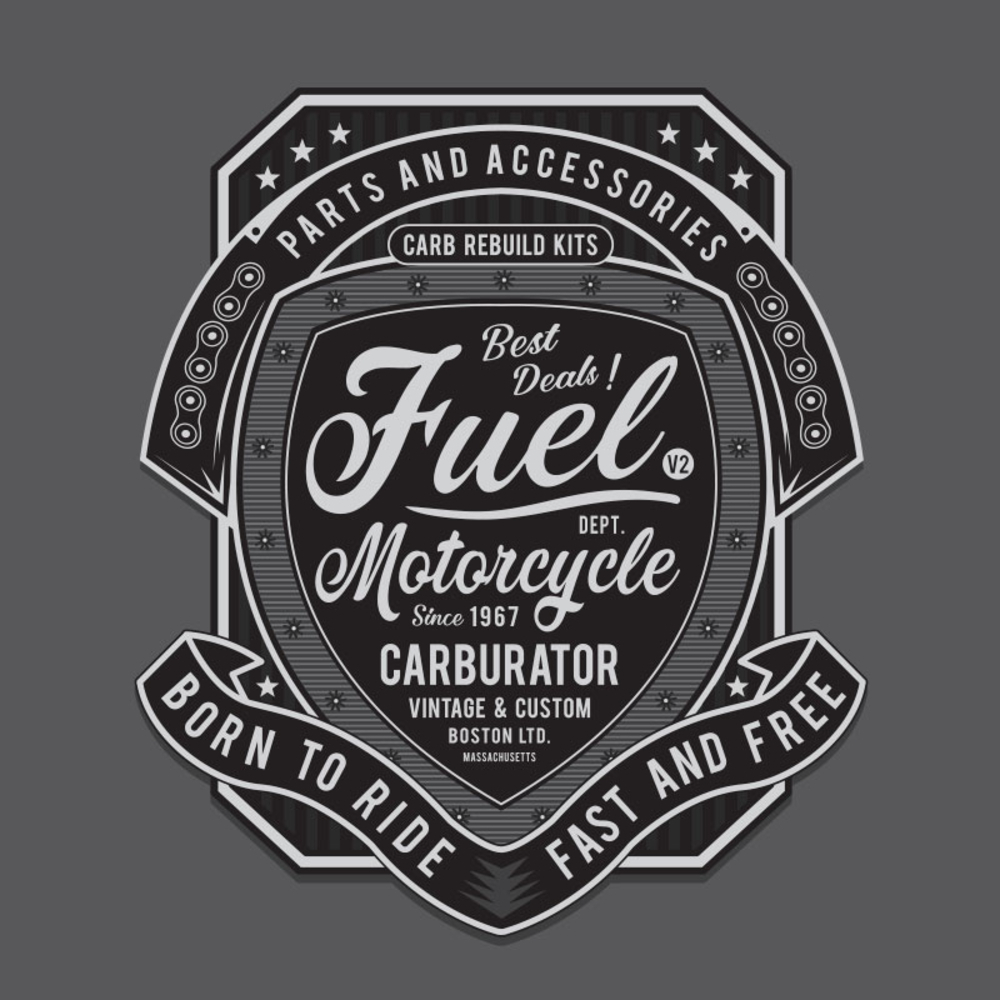 PARTS AND ACCESSORIES
CARB REBUILD KITS
Best
Deals!
Fuel
V2
DEPT.
Motorcycle
Since 1967
CARBURATOR
VINTAGE & CUSTOM
BOSTON LTD.
MASSACHUSETTS
BORN TO RIDE
FAST AND FREE